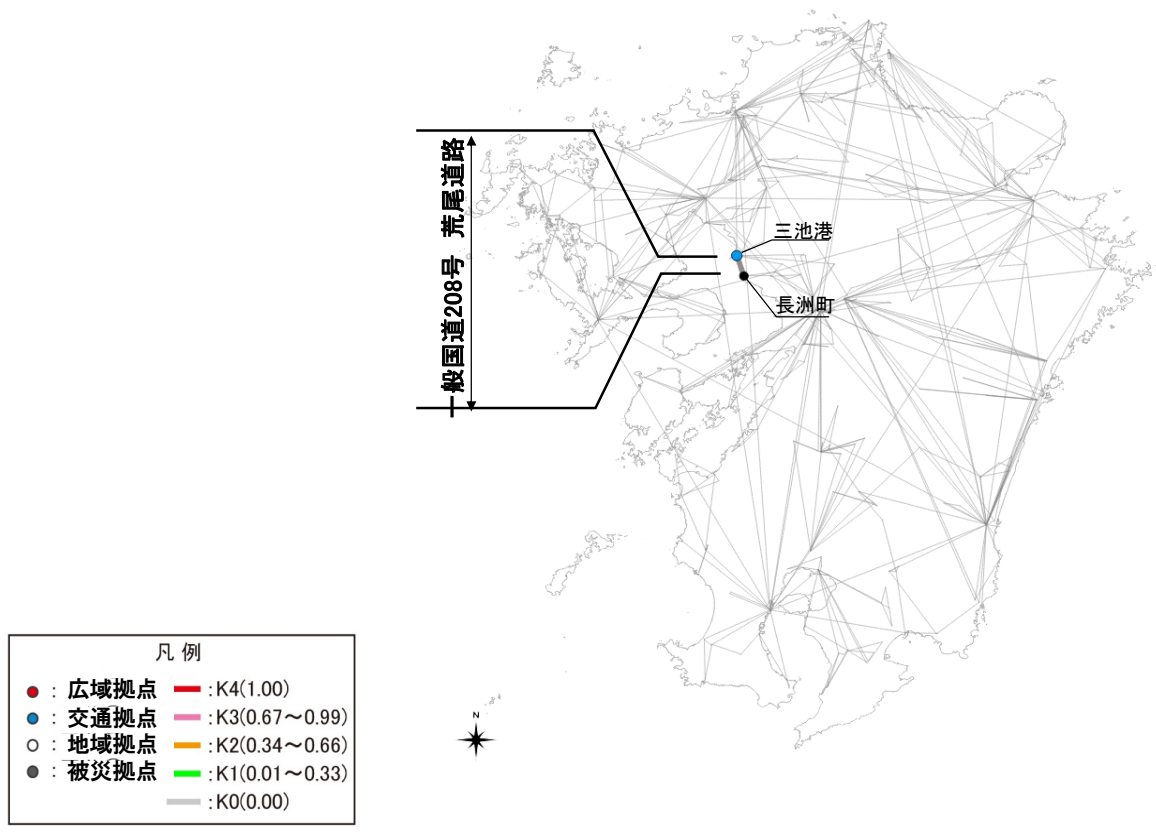 一般国道208号 荒尾道路
三池港
長洲町
凡 例
： 広域拠点
： 交通拠点
： 地域拠点
： 被災拠点
：K4(1.00)
：K3(0.67～0.99)
：K2(0.34～0.66)
：K1(0.01～0.33)
：K0(0.00)
N